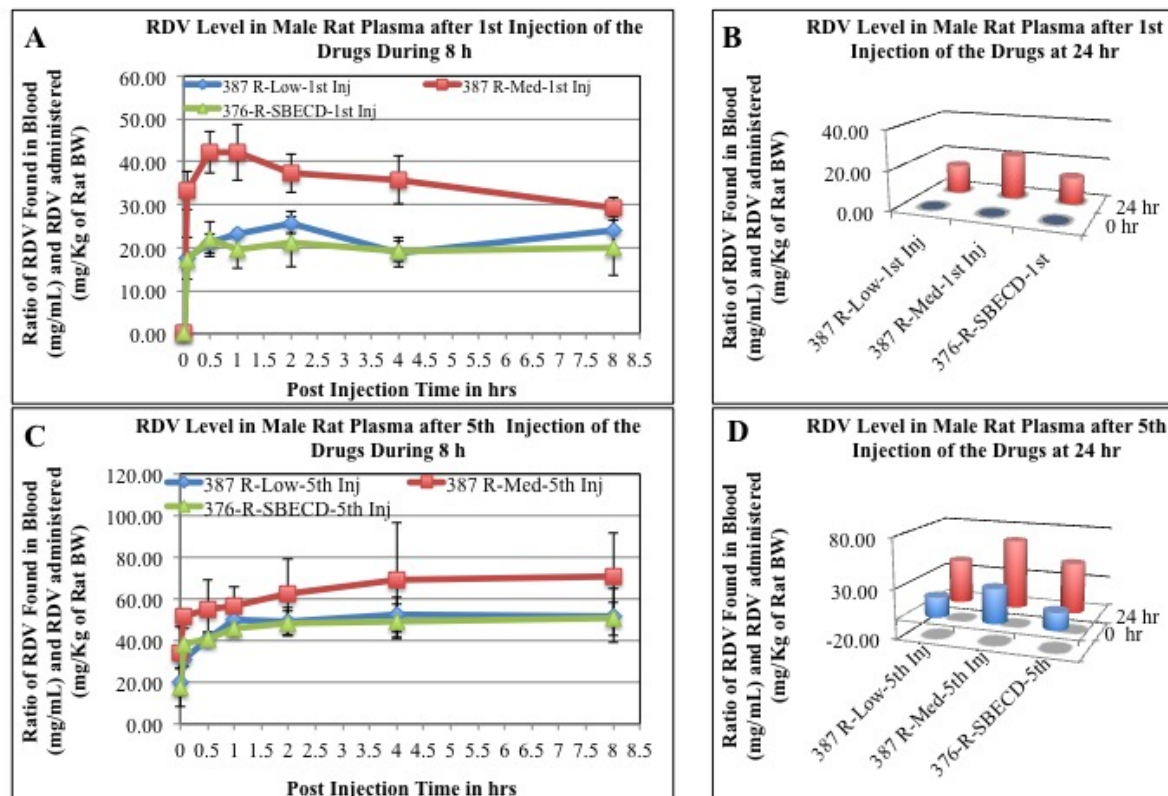 A
RDV Level in Male Rat Plasma after 1st Injection of the
Drugs During 8 h
Ratio of RDV Found in Blood
(mg/mL) and RDV administered
(mg/Kg of Rat BW)
60.00
50.00
40.00
30.00
20.00
10.00
0.00
387 R-Low-1st Inj
387 R-Med-1st Inj
376-R-SBECD-1st Inj
0 0.5 1 1.5 2 2.5 3 3.5 4 4.5 5 5.5 6 6.5 7 7.5 8 8.5
Post Injection Time in hrs
B
RDV Level in Male Rat Plasma after 1st
Injection of the Drugs at 24 hr
Ratio of RDV Found in Blood
(mg/mL) and RDV administered
(mg/Kg of Rat BW)
40.00
20.00
0.00
24 hr
0 hr
387 R-Low-1st Inj
387 R-Med-1st Inj
376-R-SBECD-1st
C
RDV Level in Male Rat Plasma after 5th Injection of the
Drugs During 8 h
Ratio of RDV Found in Blood
(mg/mL) and RDV administered
(mg/Kg of Rat BW)
120.00
100.00
80.00
60.00
40.00
20.00
0.00
387 R-Low-5th Inj
387 R-Med-5th Inj
376-R-SBECD-5th Inj
0 0.5 1 1.5 2 2.5 3 3.5 4 4.5 5 5.5 6 6.5 7 7.5 8 8.5
Post Injection Time in hrs
D
RDV Level in Male Rat Plasma after 5th
Injection of the Drugs at 24 hr
Ratio of RDV Found in Blood
(mg/mL) and RDV administered
(mg/Kg of Rat BW)
80.00
30.00
-20.00
24 hr
0 hr
387 R-Low-5th Inj
387 R-Med-5th Inj
376-R-SBECD-5th